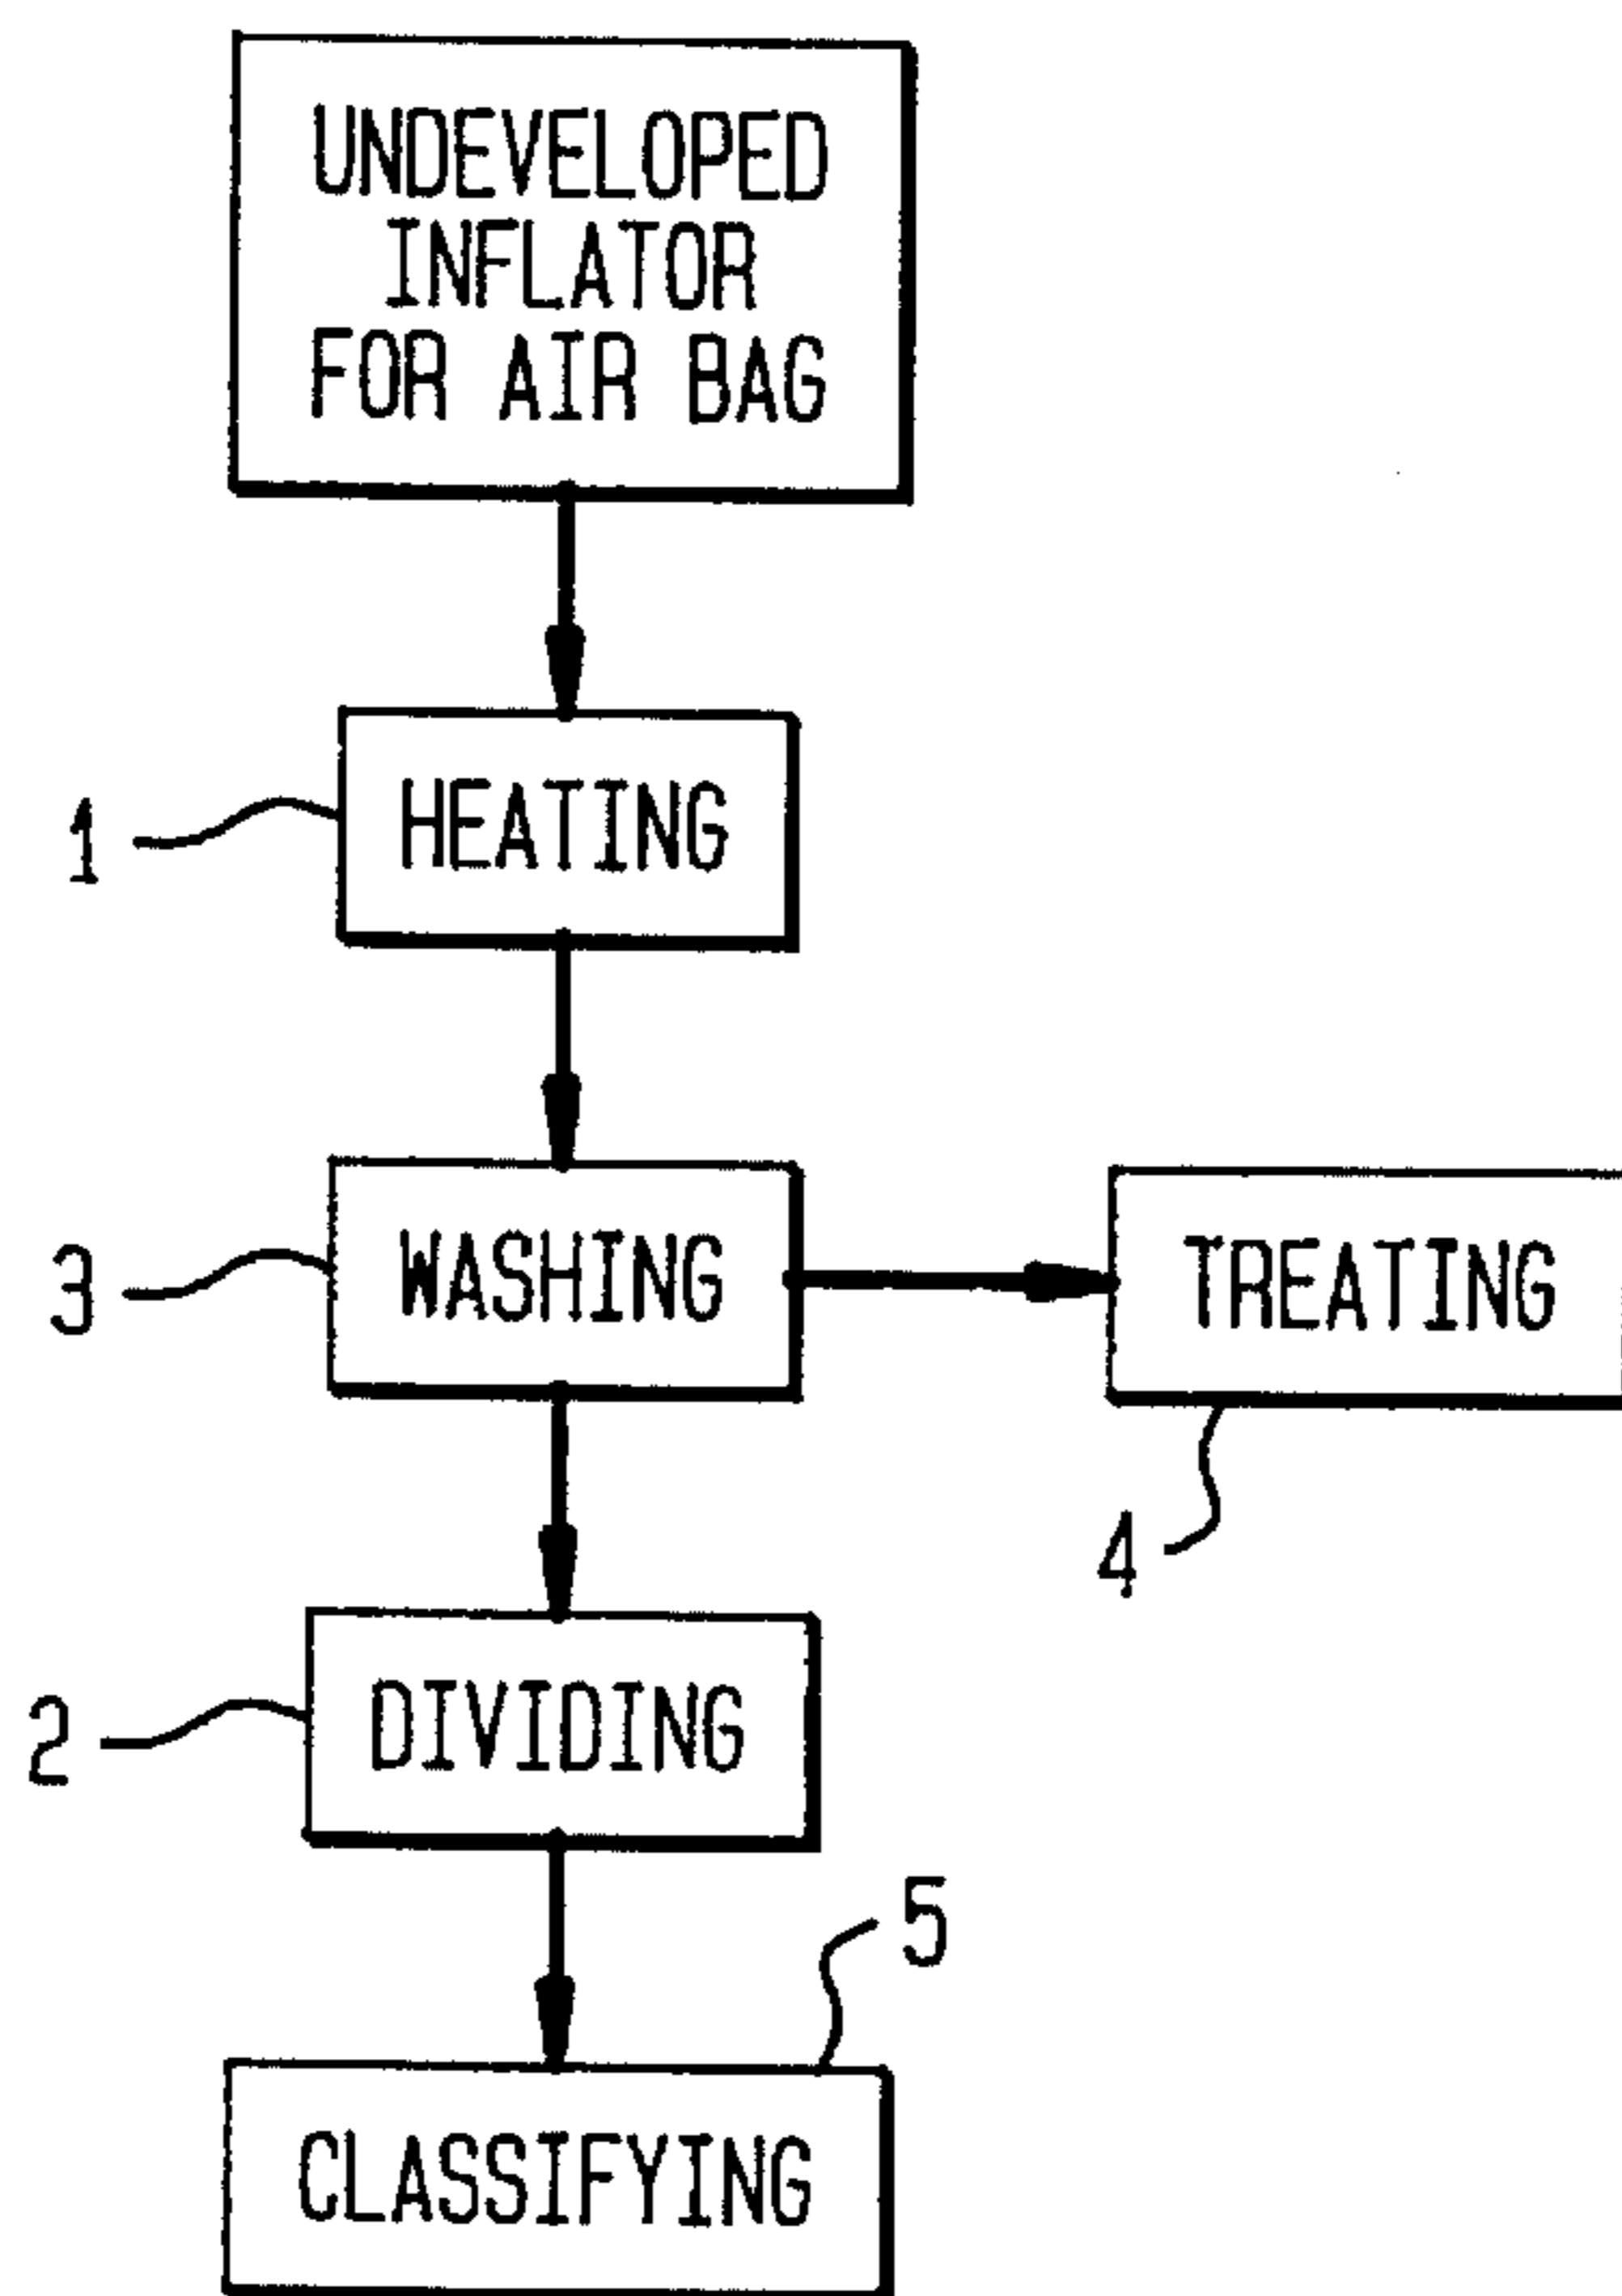 UNDEVELOPED
INFLATOR
FOR AIR BAG
1
HEATING
3
WASHING
TREATING
4
2
DIVIDING
5
CLASSIFYING